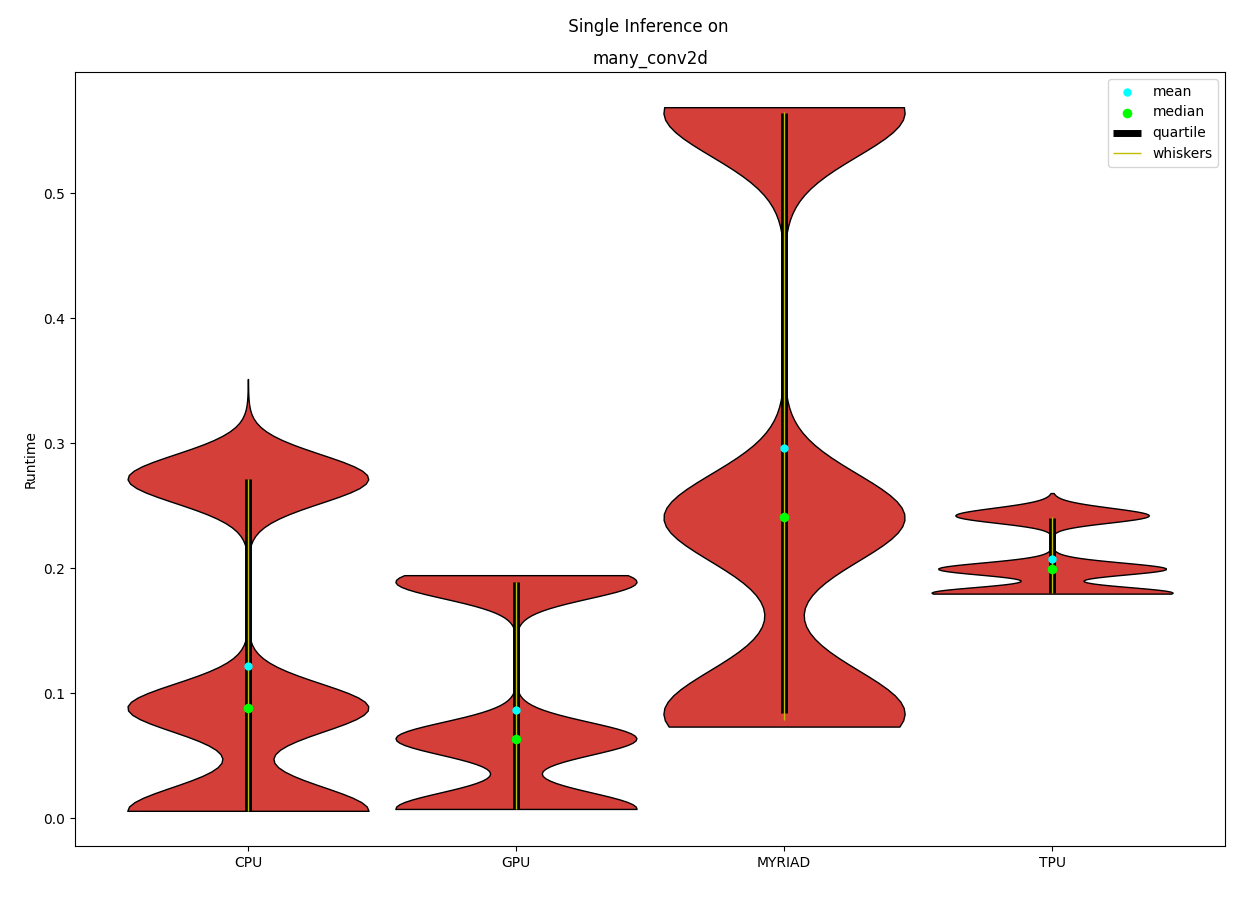 Single Inference on
many_conv2d
mean
median
quartile
whiskers
Runtime
0.5
0.4
0.3
0.2
0.1
0.0
CPU
GPU
MYRIAD
TPU